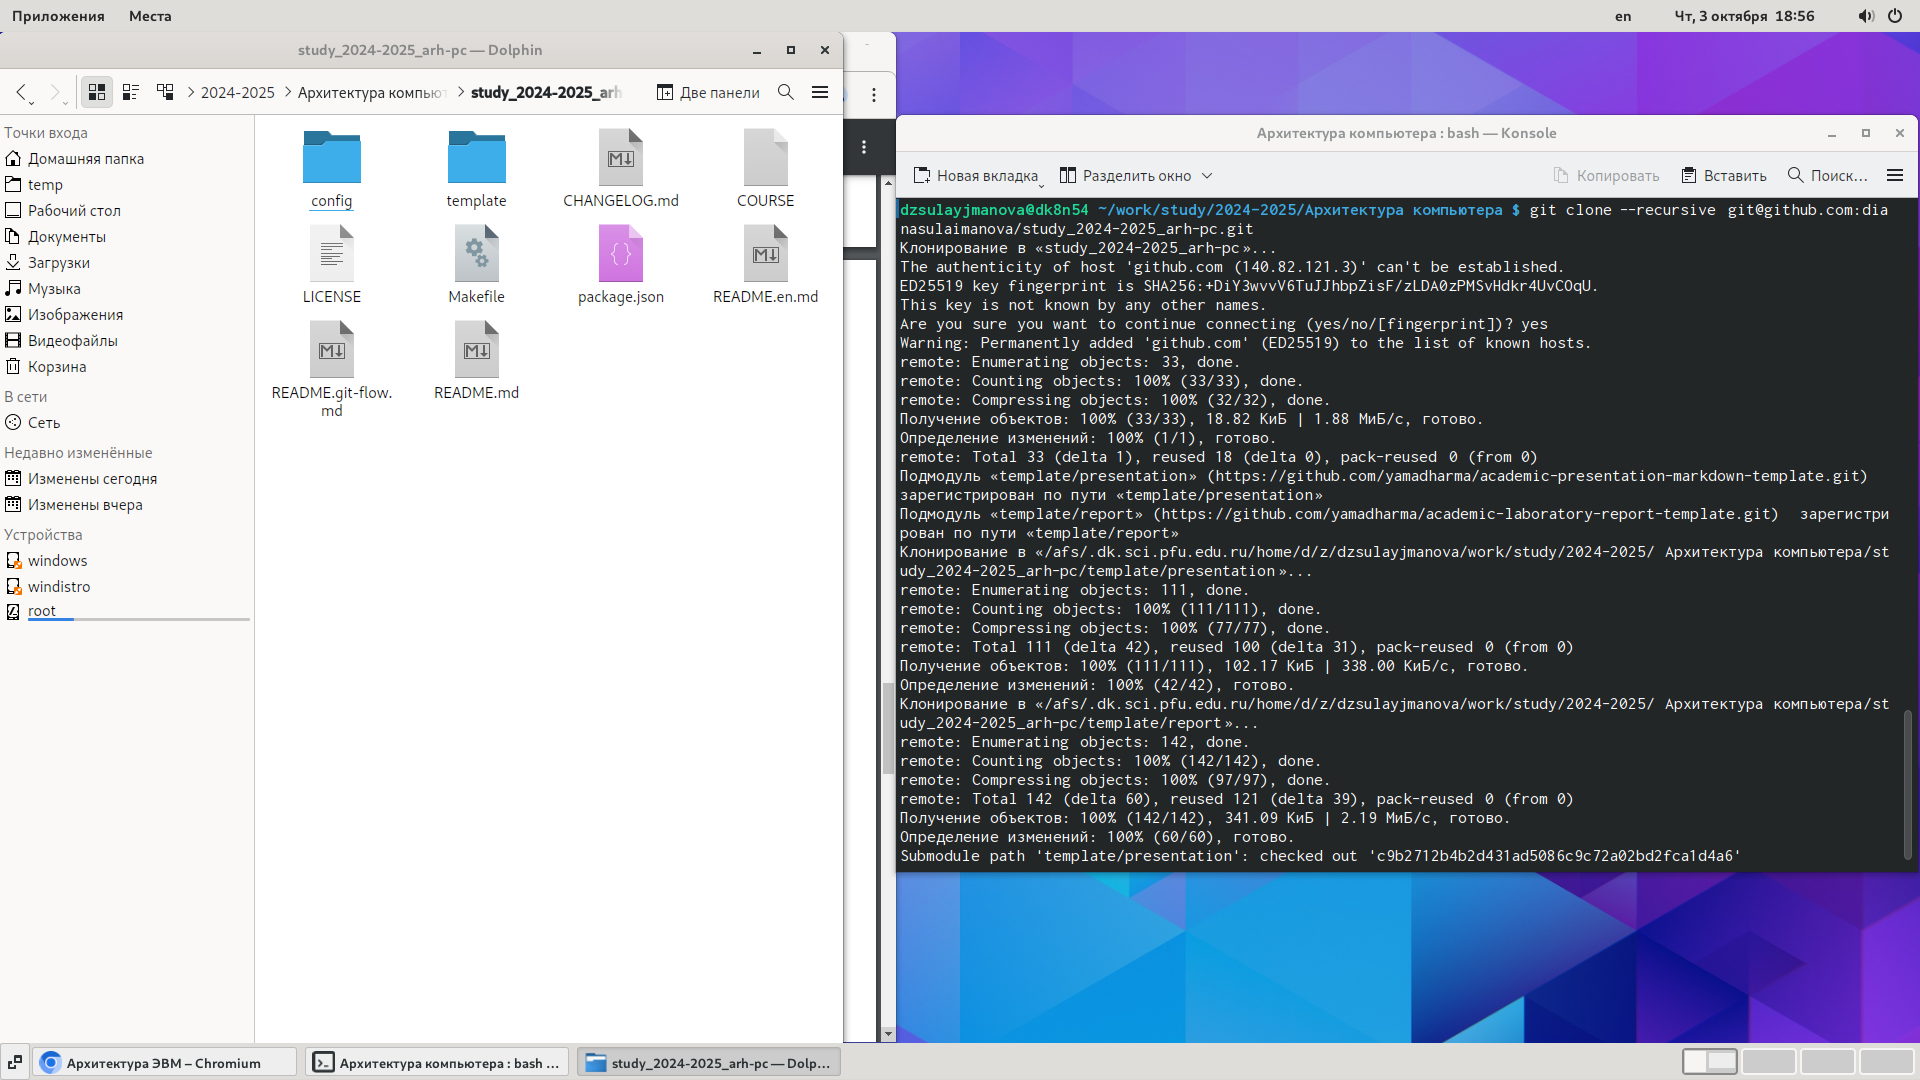 Приложения
Места
en
Чт, 3 октября 18:56
study_2024-2025_arh-pc — Dolphin
2024-2025
Архитектура компьют
study_2024-2025_arh
Две панели
Точки входа
Домашняя папка
temp
Рабочий стол
Документы
Загрузки
Музыка
Изображения
Видеофайлы
Корзина
В сети
Сеть
Недавно изменённые
Изменены сегодня
Изменены вчера
Устройства
windows
windistro
root
config
template
CHANGELOG.md
COURSE
LICENSE
Makefile
package.json
README.en.md
README.git-flow.
md
README.md
Архитектура компьютера : bash — Konsole
Новая вкладка
Разделить окно
Копировать
Вставить
Поиск...
dzsulayjmanova@dk8n54 ~/work/study/2024-2025/Архитектура компьютера $ git clone --recursive git@github.com:dia
nasulaimanova/study_2024-2025_arh-pc.git
Клонирование в «study_2024-2025_arh-pc»...
The authenticity of host 'github.com (140.82.121.3)' can't be established.
ED25519 key fingerprint is SHA256:+DiY3wvvV6TuJJhbpZisF/zLDA0zPMSvHdkr4UvCOqU.
This key is not known by any other names.
Are you sure you want to continue connecting (yes/no/[fingerprint])? yes
Warning: Permanently added 'github.com' (ED25519) to the list of known hosts.
remote: Enumerating objects: 33, done.
remote: Counting objects: 100% (33/33), done.
remote: Compressing objects: 100% (32/32), done.
Получение объектов: 100% (33/33), 18.82 КиБ | 1.88 МиБ/с, готово.
Определение изменений: 100% (1/1), готово.
remote: Total 33 (delta 1), reused 18 (delta 0), pack-reused 0 (from 0)
Подмодуль «template/presentation» (https://github.com/yamadharma/academic-presentation-markdown-template.git)
зарегистрирован по пути «template/presentation»
Подмодуль «template/report» (https://github.com/yamadharma/academic-laboratory-report-template.git) зарегистри
рован по пути «template/report»
Клонирование в «/afs/.dk.sci.pfu.edu.ru/home/d/z/dzsulayjmanova/work/study/2024-2025/ Архитектура компьютера/st
udy_2024-2025_arh-pc/template/presentation»...
remote: Enumerating objects: 111, done.
remote: Counting objects: 100% (111/111), done.
remote: Compressing objects: 100% (77/77), done.
remote: Total 111 (delta 42), reused 100 (delta 31), pack-reused 0 (from 0)
Получение объектов: 100% (111/111), 102.17 КиБ | 338.00 КиБ/с, готово.
Определение изменений: 100% (42/42), готово.
Клонирование в «/afs/.dk.sci.pfu.edu.ru/home/d/z/dzsulayjmanova/work/study/2024-2025/ Архитектура компьютера/st
udy_2024-2025_arh-pc/template/report»...
remote: Enumerating objects: 142, done.
remote: Counting objects: 100% (142/142), done.
remote: Compressing objects: 100% (97/97), done.
remote: Total 142 (delta 60), reused 121 (delta 39), pack-reused 0 (from 0)
Получение объектов: 100% (142/142), 341.09 КиБ | 2.19 МиБ/с, готово.
Определение изменений: 100% (60/60), готово.
Submodule path 'template/presentation': checked out 'c9b2712b4b2d431ad5086c9c72a02bd2fca1d4a6'
Архитектура ЭВМ – Chromium
Архитектура компьютера : bash ...
study_2024-2025_arh-pc — Dolp...